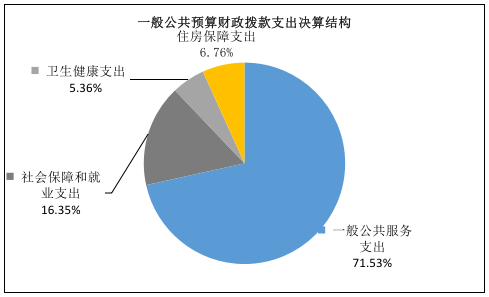 一般公共预算财政拨款支出决算结构
住房保障支出
6.76%
卫生健康支出
5.36%
社会保障和就
业支出
16.35%
一般公共服务
支出
71.53%